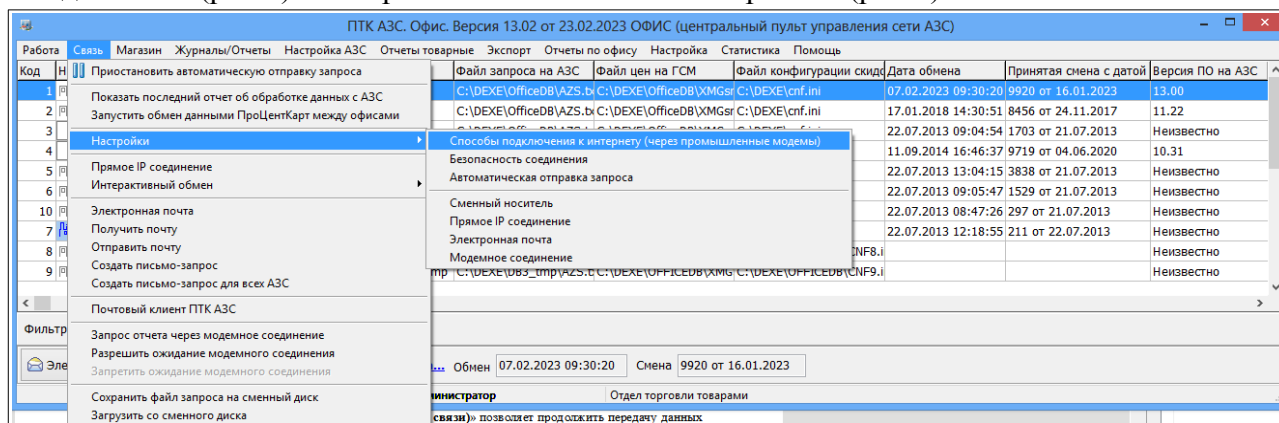 ПТК АЗС. Офис. Версия 13.02 от 23.02.2023 ОФИС (центральный пульт управления сети АЗС)
Работа Связь Магазин Журналы/Отчеты Настройка АЗС Отчеты товарные Экспорт Отчеты по офису Настройка Статистика Помощь
Код Н Файл запроса на АЗС Файл цен на ГСМ Файл конфигурации скидо Дата обмена Принятая смена с датой Версия ПО на АЗС
1 C:\DEXE\OfficeDB\AZS.tx C:\DEXE\OfficeDB\XMGsm C:\DEXE\cnf.ini 07.02.2023 09:30:20 9920 от 16.01.2023 13.00
2 C:\DEXE\OfficeDB\AZS.tx C:\DEXE\OfficeDB\XMGsm C:\DEXE\cnf.ini 17.01.2018 14:30:51 8456 от 24.11.2017 11.22
3 22.07.2013 09:04:54 1703 от 21.07.2013 Неизвестно
4 11.09.2014 16:46:37 9719 от 04.06.2020 10.31
5 22.07.2013 13:04:15 3838 от 21.07.2013 Неизвестно
6 22.07.2013 09:05:47 1529 от 21.07.2013 Неизвестно
10 22.07.2013 08:47:26 297 от 21.07.2013 Неизвестно
7 22.07.2013 12:18:55 211 от 22.07.2013 Неизвестно
8 CNF8.i Неизвестно
9 mp C:\DEXE\DB3_tmp\AZS.t C:\DEXE\OFFICEDB\XMG C:\DEXE\OFFICEDB\CNF9.i Неизвестно
Приостановить автоматическую отправку запроса
Показать последний отчет об обработке данных с АЗС
Запустить обмен данными ПроЦентКарт между офисами
Настройки
Прямое IP соединение
Интерактивный обмен
Электронная почта
Получить почту
Отправить почту
Создать письмо-запрос
Создать письмо-запрос для всех АЗС
Почтовый клиент ПТК АЗС
Запрос отчета через модемное соединение
Разрешить ожидание модемного соединения
Запретить ожидание модемного соединения
Сохранить файл запроса на сменный диск
Загрузить со сменного диска
Способы подключения к интернету (через промышленные модемы)
Безопасность соединения
Автоматическая отправка запроса
Сменный носитель
Прямое IP соединение
Электронная почта
Модемное соединение
Фильтр
Эле ... Обмен 07.02.2023 09:30:20 Смена 9920 от 16.01.2023
министратор Отдел торговли товарами
связи)» позволяет продолжить передачу данных